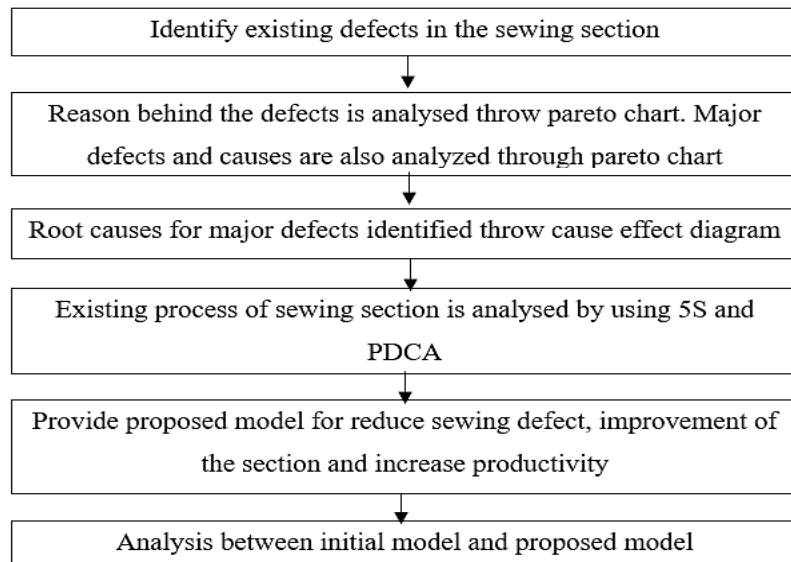 Identify existing defects in the sewing section
Reason behind the defects is analysed throw pareto chart. Major
defects and causes are also analyzed through pareto chart
Root causes for major defects identified throw cause effect diagram
Existing process of sewing section is analysed by using 5S and
PDCA
Provide proposed model for reduce sewing defect, improvement of
the section and increase productivity
Analysis between initial model and proposed model